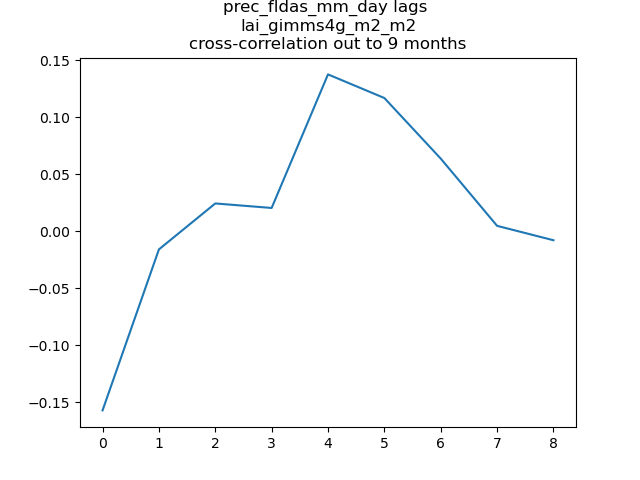 prec_fldas_mm_day lags
lai_gimms4g_m2_m2
cross-correlation out to 9 months
0.15
0.10
0.05
0.00
−0.05
−0.10
−0.15
0 1 2 3 4 5 6 7 8